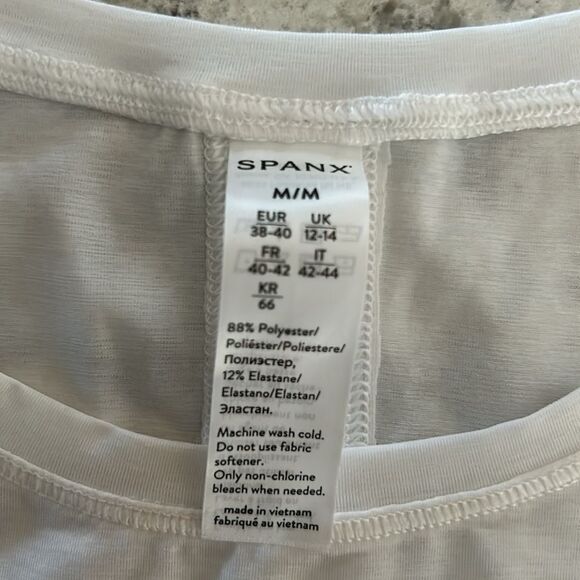 SPANX
M/M
EUR UK
38-40 12-14
FR IT
40-42 42-44
KR
66
88% Polyester/
Poliéster/Poliestere/
Полиэстер,
12% Elastane/
Elastano/Elastan/
Эластан.
Machine wash cold.
Do not use fabric
softener.
Only non-chlorine
bleach when needed.
made in vietnam
fabriqué au vietnam